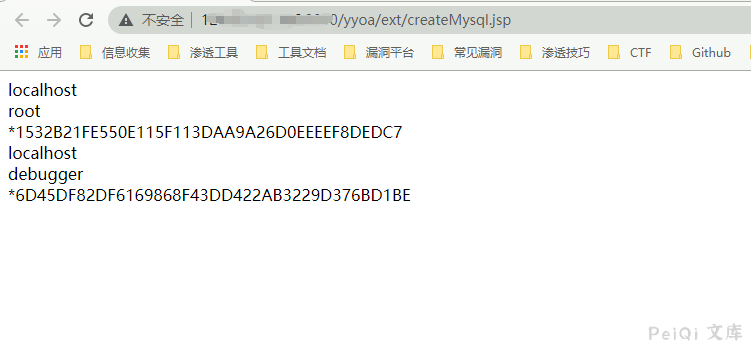 不安全 | 12 0/yyoa/ext/createMysql.jsp
应用 信息收集 渗透工具 工具文档 漏洞平台 常见漏洞 渗透技巧 CTF Github
localhost
root
*1532B21FE550E115F113DAA9A26D0EEEEF8DEDC7
localhost
debugger
*6D45DF82DF6169868F43DD422AB3229D376BD1BE
PeiQi 文库